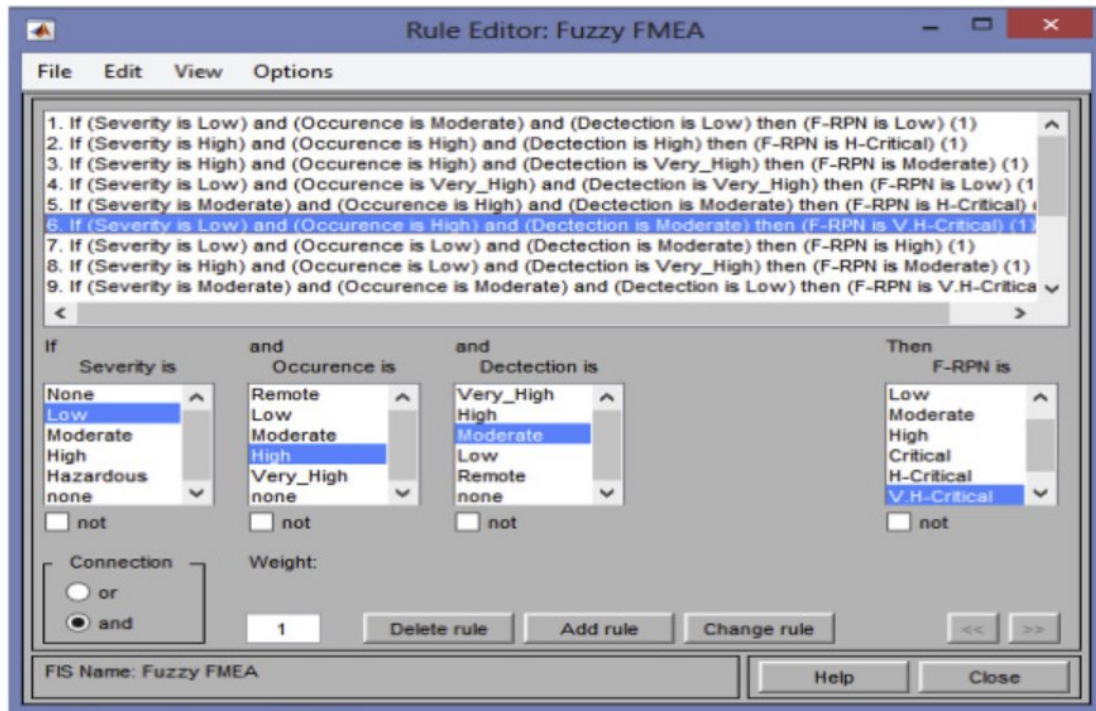 Rule Editor: Fuzzy FMEA
File Edit View Options
1. If (Severity is Low) and (Occurence is Moderate) and (Dectection is Low) then (F-RPN is Low) (1)
2. If (Severity is High) and (Occurence is High) and (Dectection is High) then (F-RPN is H-Critical) (1)
3. If (Severity is High) and (Occurence is High) and (Dectection is Very_High) then (F-RPN is Moderate) (1)
4. If (Severity is Low) and (Occurence is Very_High) and (Dectection is Very_High) then (F-RPN is Low) (1
5. If (Severity is Moderate) and (Occurence is High) and (Dectection is Moderate) then (F-RPN is H-Critical) (
6. If (Severity is Low) and (Occurence is High) and (Dectection is Moderate) then (F-RPN is V.H-Critical) (1)
7. If (Severity is Low) and (Occurence is Low) and (Dectection is Moderate) then (F-RPN is High) (1)
8. If (Severity is High) and (Occurence is Low) and (Dectection is Very_High) then (F-RPN is Moderate) (1)
9. If (Severity is Moderate) and (Occurence is Moderate) and (Dectection is Low) then (F-RPN is V.H-Critica
If and and Then
Severity is Occurence is Dectection is F-RPN is
None Remote Very_High Low
Low Low High Moderate
Moderate Moderate Moderate High
High High Low Critical
Hazardous Very_High Remote H-Critical
none none none V.H-Critical
not not not not
Connection Weight:
or
and 1 Delete rule Add rule Change rule << >>
FIS Name: Fuzzy FMEA Help Close